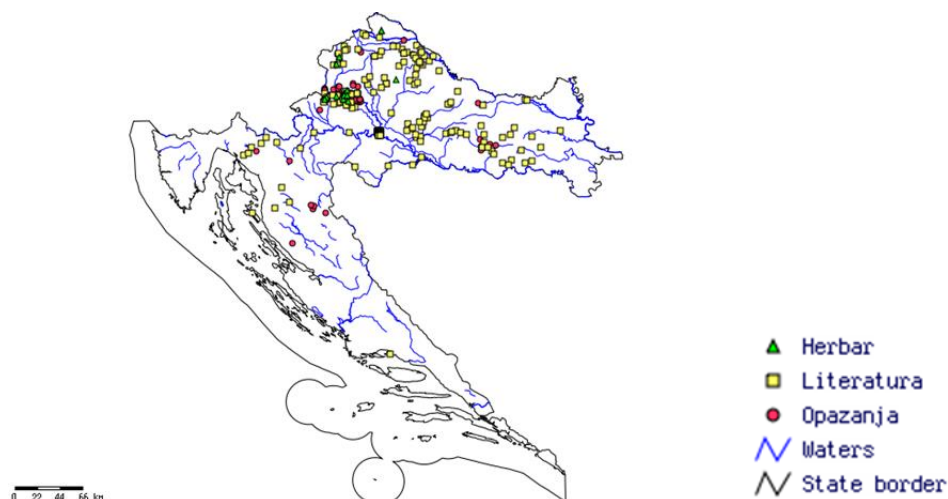 Herbar
Literatura
Opazanja
Waters
State border
0 22 44 66 km